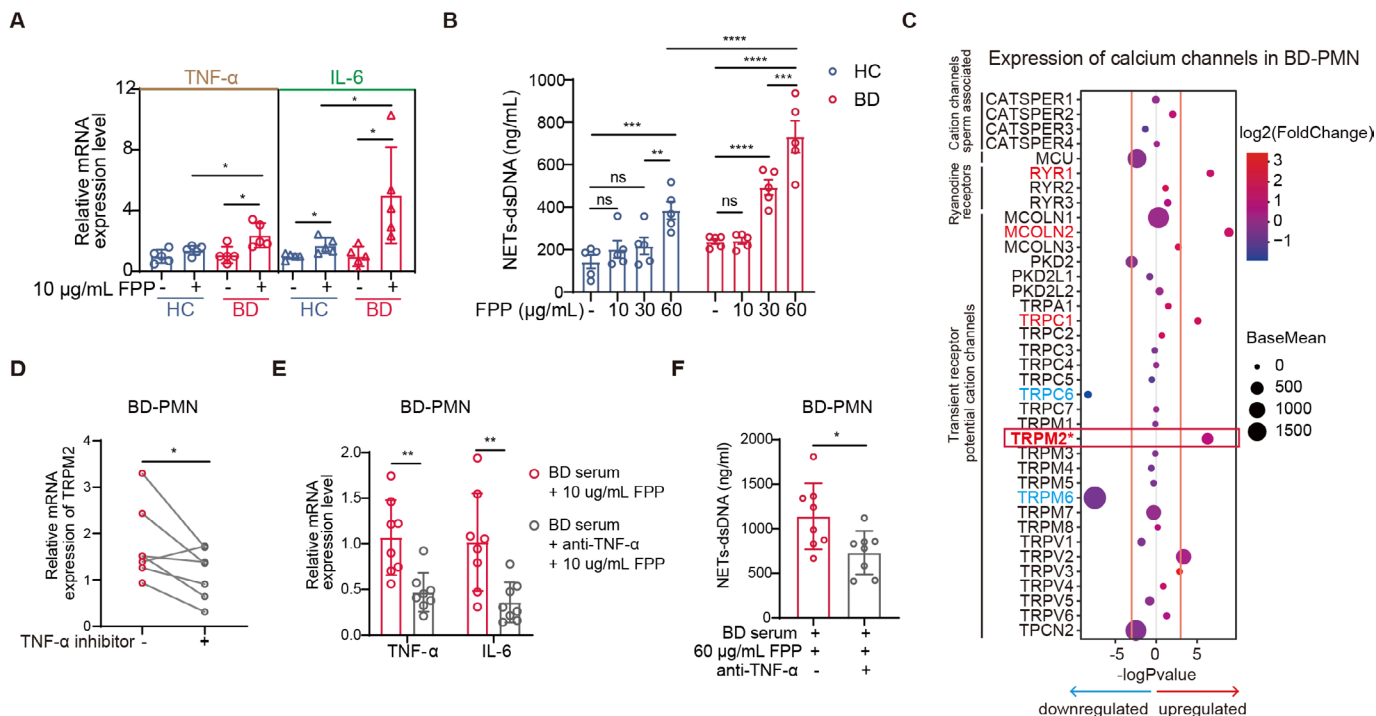 A
TNF-α
IL-6
Relative mRNA
expression level
12
8
4
2
0
* * * * * *
10 µg/mL FPP - + - + - + - +
HC BD HC BD
B
****
****
***
***
**
****
ns
ns
ns
HC
BD
NETs-dsDNA (ng/mL)
1000
800
600
400
200
0
FPP (µg/mL) - 10 30 60 - 10 30 60
C
Expression of calcium channels in BD-PMN
Cation channels
sperm associated
Ryanodine
receptors
Transient receptor
potential cation channels
CATSPER1
CATSPER2
CATSPER3
CATSPER4
MCU
RYR1
RYR2
RYR3
MCOLN1
MCOLN2
MCOLN3
PKD2
PKD2L1
PKD2L2
TRPA1
TRPC1
TRPC2
TRPC3
TRPC4
TRPC5
TRPC6
TRPC7
TRPM1
TRPM2*
TRPM3
TRPM4
TRPM5
TRPM6
TRPM7
TRPM8
TRPV1
TRPV2
TRPV3
TRPV4
TRPV5
TRPV6
TPCN2
-5 0 5
-logPvalue
downregulated upregulated
log2(FoldChange)
3
2
1
0
-1
BaseMean
0
500
1000
1500
D
BD-PMN
*
Relative mRNA
expression of TRPM2
4
3
2
1
0
TNF-α inhibitor - +
E
BD-PMN
** **
Relative mRNA
expression level
2.0
1.5
1.0
0.5
0.0
TNF-α IL-6
BD serum
+ 10 ug/mL FPP
BD serum
+ anti-TNF-α
+ 10 ug/mL FPP
F
BD-PMN
*
NETs-dsDNA (ng/ml)
2000
1500
1000
500
0
BD serum + +
60 µg/mL FPP + +
anti-TNF-α - +